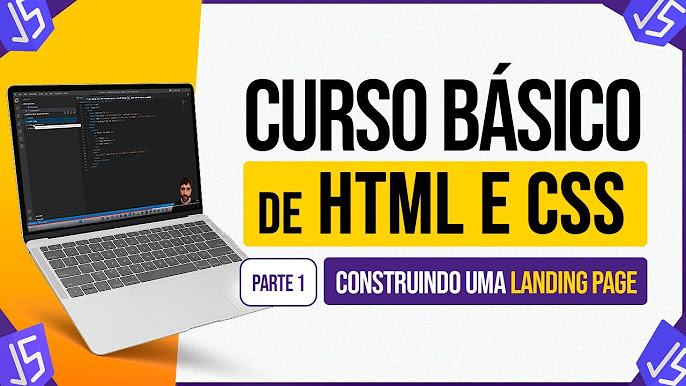 CURSO BÁSICO
DE HTML E CSS
PARTE 1
CONSTRUINDO UMA LANDING PAGE